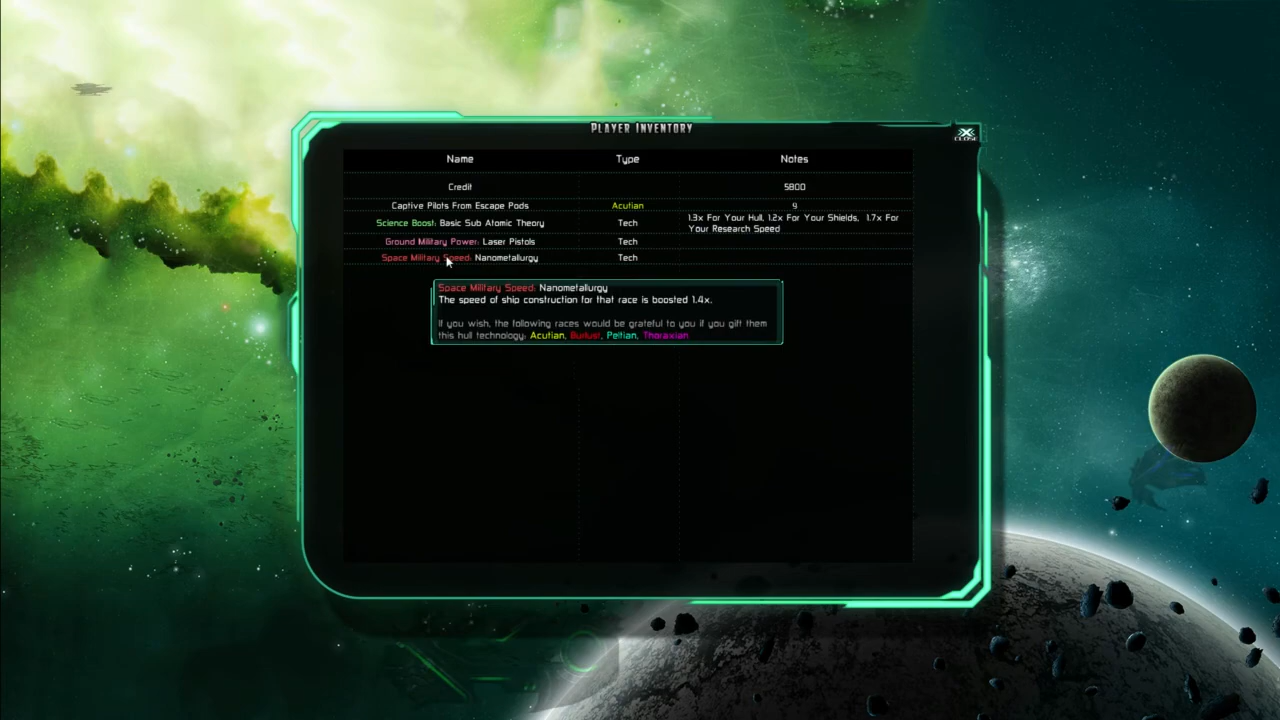 Player Inventory
CLOSE
Name Type Notes
Credit 5800
Captive Pilots From Escape Pods Acutian 9
Science Boost: Basic Sub Atomic Theory Tech 1.3x For Your Hull, 1.2x For Your Shields, 1.7x For
Your Research Speed
Ground Military Power: Laser Pistols Tech
Space Military Speed: Nanometallurgy Tech
Space Military Speed: Nanometallurgy
The speed of ship construction for that race is boosted 1.4x.
If you wish, the following races would be grateful to you if you gift them
this hull technology: Acutian, Burlust, Peltian, Thoraxian